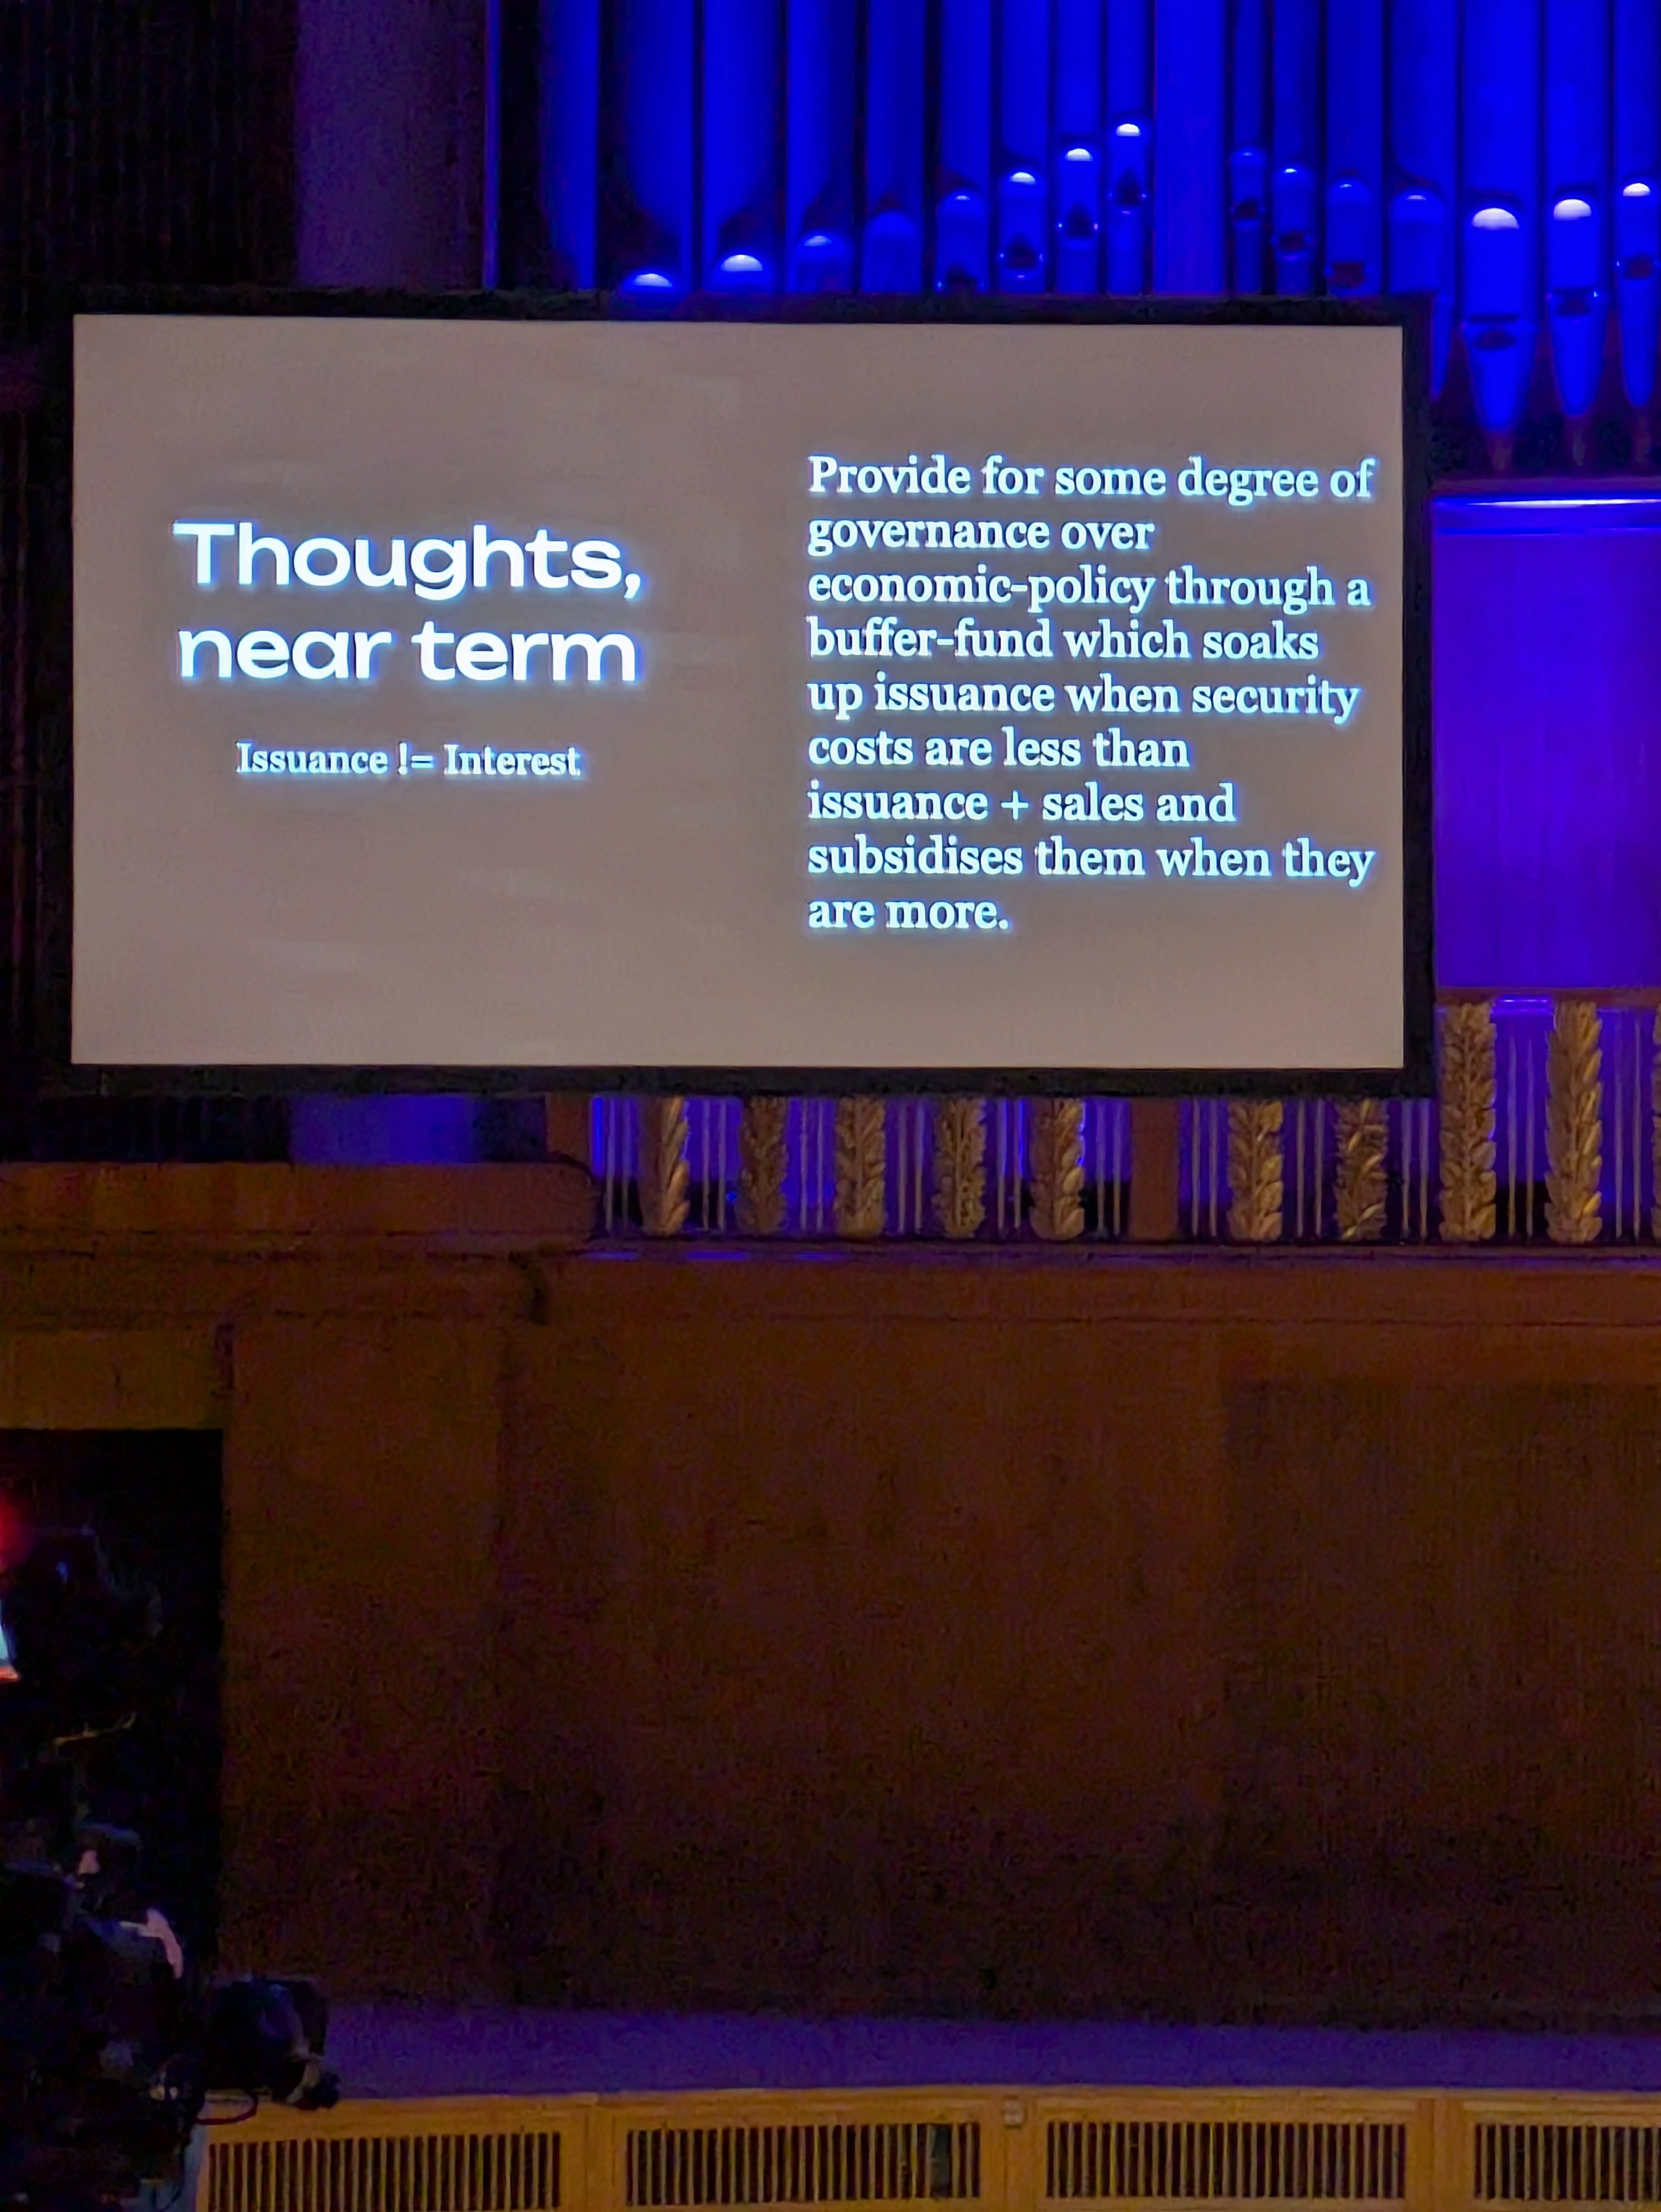 Thoughts,
near term
Issuance != Interest
Provide for some degree of
governance over
economic-policy through a
buffer-fund which soaks
up issuance when security
costs are less than
issuance + sales and
subsidises them when they
are more.